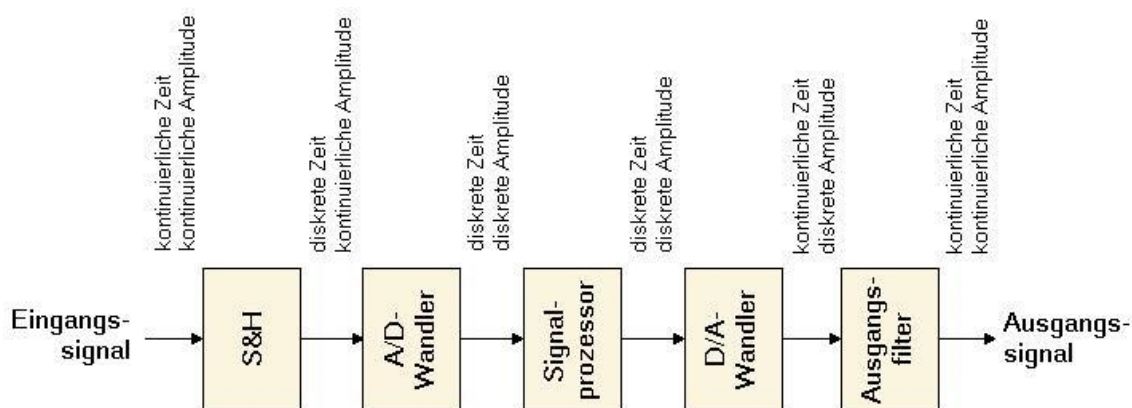 kontinuierliche Zeit
kontinuierliche Amplitude
diskrete Zeit
kontinuierliche Amplitude
diskrete Zeit
diskrete Amplitude
diskrete Zeit
diskrete Amplitude
kontinuierliche Zeit
diskrete Amplitude
kontinuierliche Zeit
kontinuierliche Amplitude
Eingangs-
signal
S&H
A/D-
Wandler
Signal-
prozessor
D/A-
Wandler
Ausgangs-
filter
Ausgangs-
signal